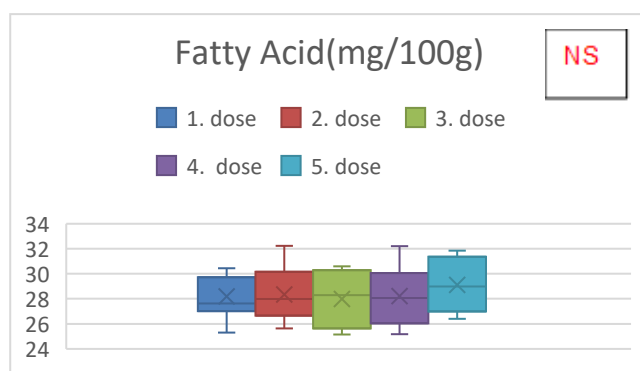 Fatty Acid(mg/100g)
NS
1. dose 2. dose 3. dose
4. dose 5. dose
34
32
30
28
26
24